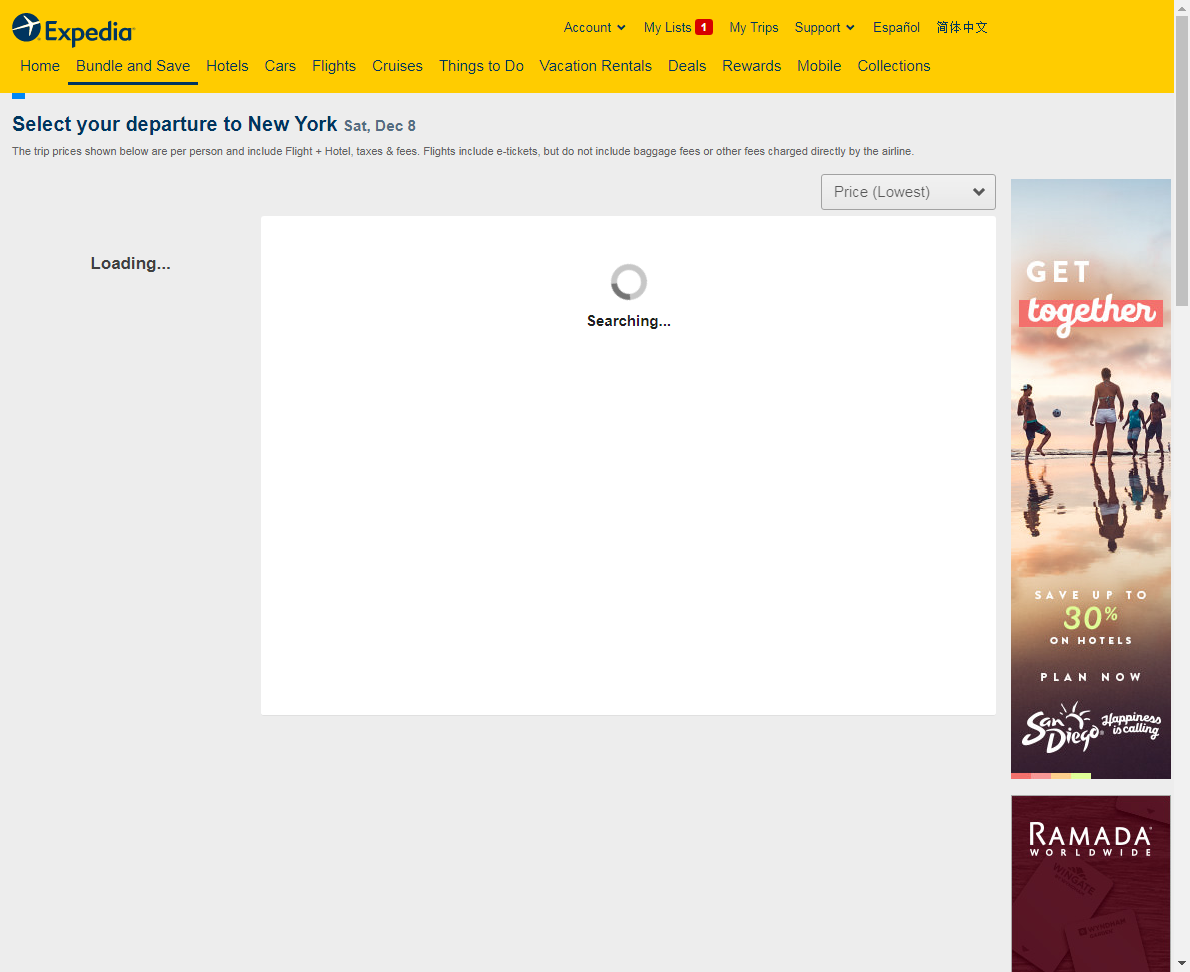 Expedia
Account My Lists 1 My Trips Support Español 简体中文
Home Bundle and Save Hotels Cars Flights Cruises Things to Do Vacation Rentals Deals Rewards Mobile Collections
Select your departure to New York Sat, Dec 8
The trip prices shown below are per person and include Flight + Hotel, taxes & fees. Flights include e-tickets, but do not include baggage fees or other fees charged directly by the airline.
Price (Lowest)
Loading...
Searching...
GET
together
SAVE UP TO
30%
ON HOTELS
PLAN NOW
San Diego
Happiness
is calling
RAMADA
WORLDWIDE
WINGATE
WYNDHAM